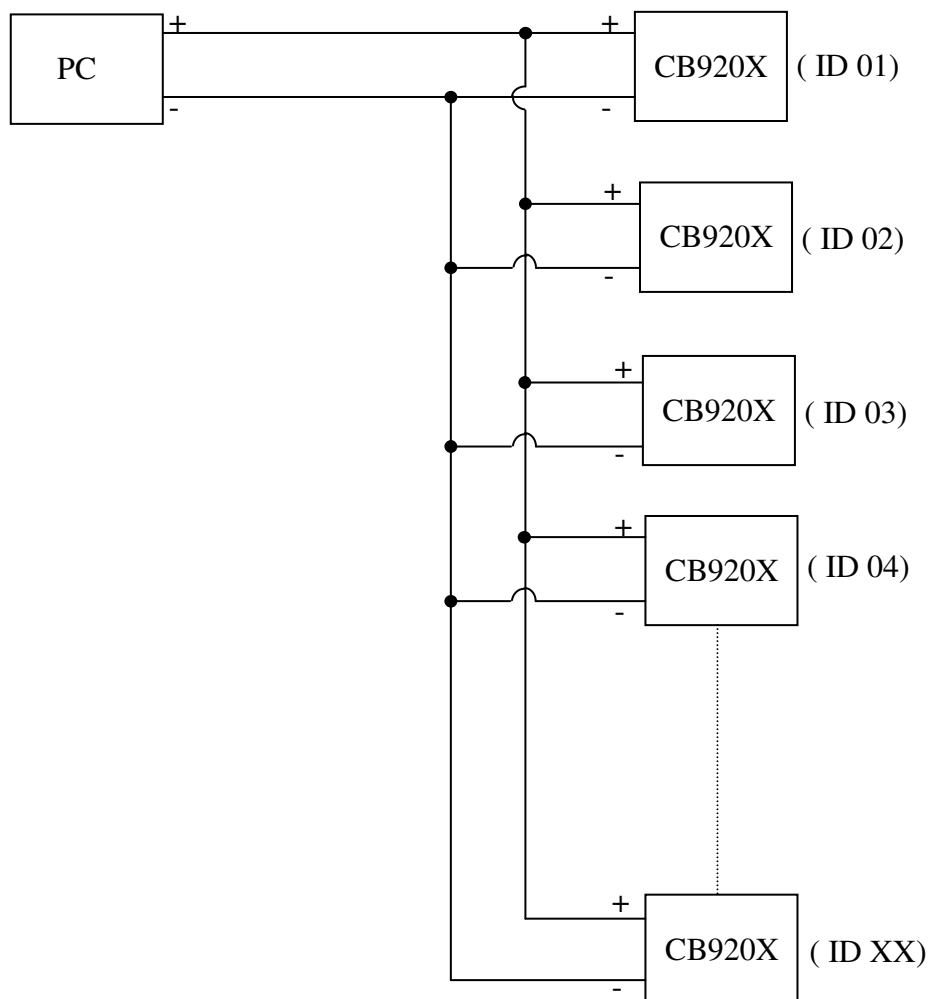 + + CB920X ( ID 01)
PC
- -
+ CB920X ( ID 02)
-
+ CB920X ( ID 03)
-
+ CB920X ( ID 04)
-
+ CB920X ( ID XX)
-